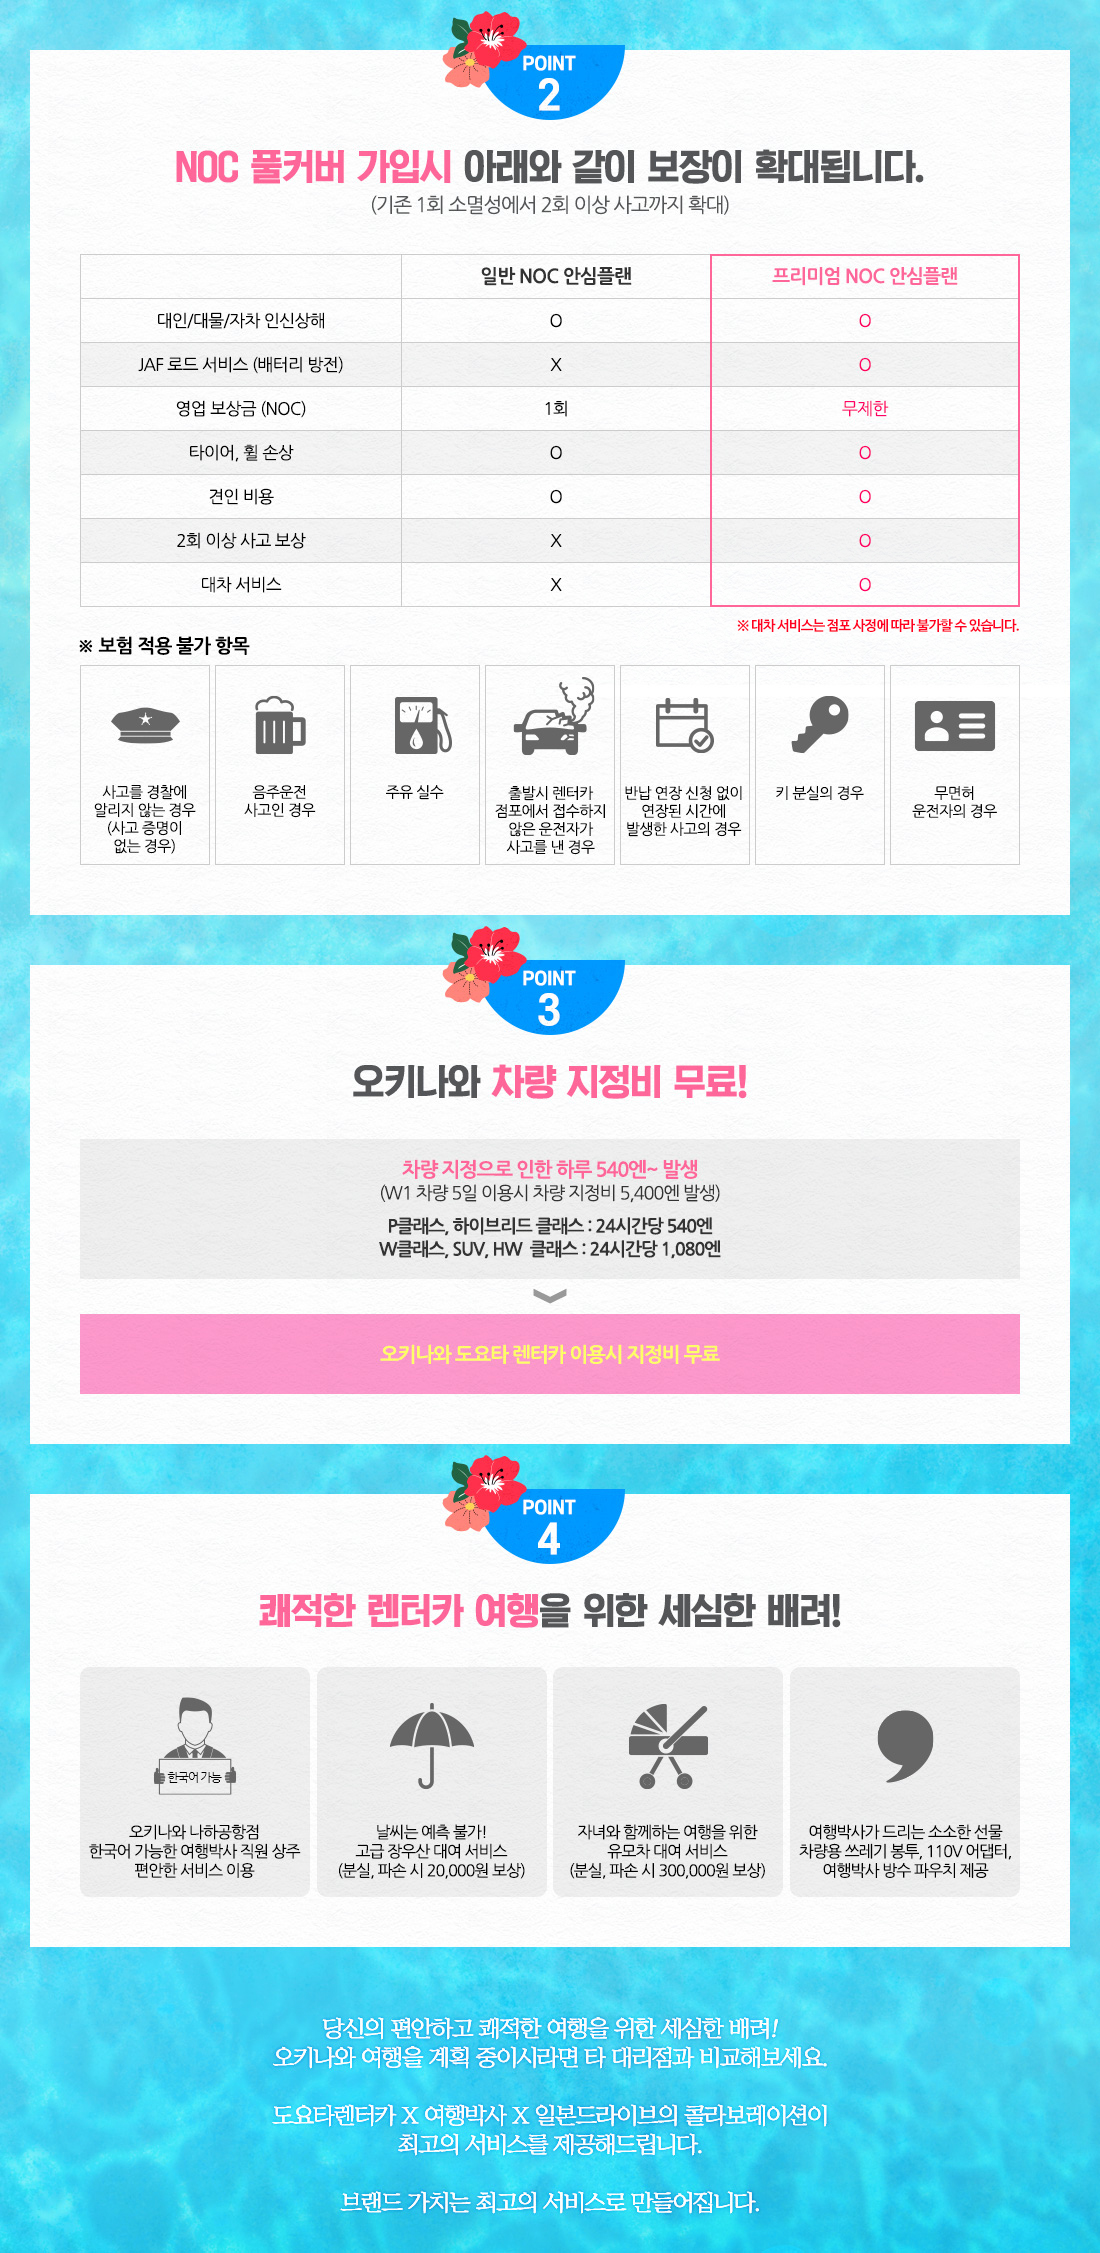 POINT
2
NOC 풀커버 가입시 아래와 같이 보장이 확대됩니다.
(기존 1회 소멸성에서 2회 이상 사고까지 확대)
일반 NOC 안심플랜 프리미엄 NOC 안심플랜
대인/대물/자차 인신상해 O O
JAF 로드 서비스 (배터리 방전) X O
영업 보상금 (NOC) 1회 무제한
타이어, 휠 손상 O O
견인 비용 O O
2회 이상 사고 보상 X O
대차 서비스 X O
※ 대차 서비스는 점포 사정에 따라 불가할 수 있습니다.
※ 보험 적용 불가 항목
사고를 경찰에
알리지 않는 경우
(사고 증명이
없는 경우)
음주운전
사고인 경우
주유 실수
출발시 렌터카
점포에서 접수하지
않은 운전자가
사고를 낸 경우
반납 연장 신청 없이
연장된 시간에
발생한 사고의 경우
키 분실의 경우
무면허
운전자의 경우
POINT
3
오키나와 차량 지정비 무료!
차량 지정으로 인한 하루 540엔~ 발생
(W1 차량 5일 이용시 차량 지정비 5,400엔 발생)
P클래스, 하이브리드 클래스 : 24시간당 540엔
W클래스, SUV, HW 클래스 : 24시간당 1,080엔
오키나와 도요타 렌터카 이용시 지정비 무료
POINT
4
쾌적한 렌터카 여행을 위한 세심한 배려!
한국어 가능
오키나와 나하공항점
한국어 가능한 여행박사 직원 상주
편안한 서비스 이용
날씨는 예측 불가!
고급 장우산 대여 서비스
(분실, 파손 시 20,000원 보상)
자녀와 함께하는 여행을 위한
유모차 대여 서비스
(분실, 파손 시 300,000원 보상)
여행박사가 드리는 소소한 선물
차량용 쓰레기 봉투, 110V 어댑터,
여행박사 방수 파우치 제공
당신의 편안하고 쾌적한 여행을 위한 세심한 배려!
오키나와 여행을 계획 중이시라면 타 대리점과 비교해보세요.
도요타렌터카 X 여행박사 X 일본드라이브의 콜라보레이션이
최고의 서비스를 제공해드립니다.
브랜드 가치는 최고의 서비스로 만들어집니다.